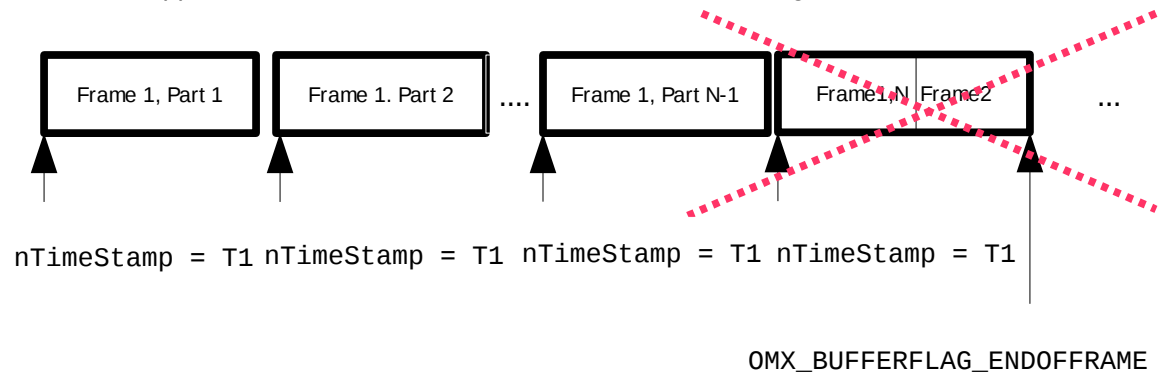 Frame 1, Part 1 Frame 1. Part 2 .... Frame 1, Part N-1 Frame1,N Frame2 ...
nTimeStamp = T1 nTimeStamp = T1 nTimeStamp = T1 nTimeStamp = T1
OMX_BUFFERFLAG_ENDOFFRAME